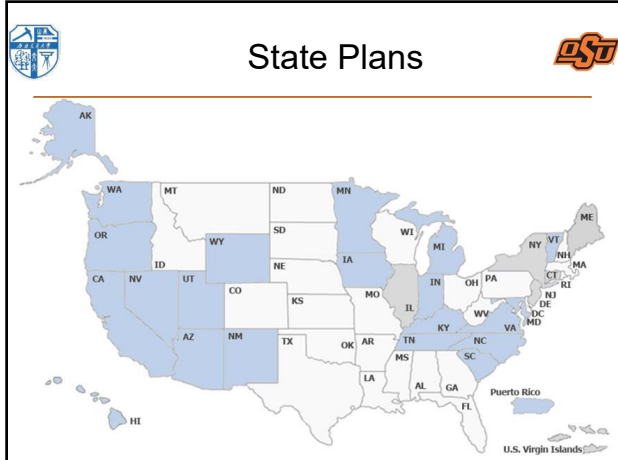 State Plans
OSU
AK
WA
MT
ND
MN
ME
VT
NY
NH
WI
OR
SD
MI
MA
WY
ID
IA
CT
RI
NE
PA
CA
NV
UT
IN
OH
NJ
DE
CO
MO
IL
WV
DC
MD
KS
KY
VA
NC
TN
AZ
NM
TX
OK
AR
SC
MS
LA
AL
GA
Puerto Rico
FL
HI
U.S. Virgin Islands